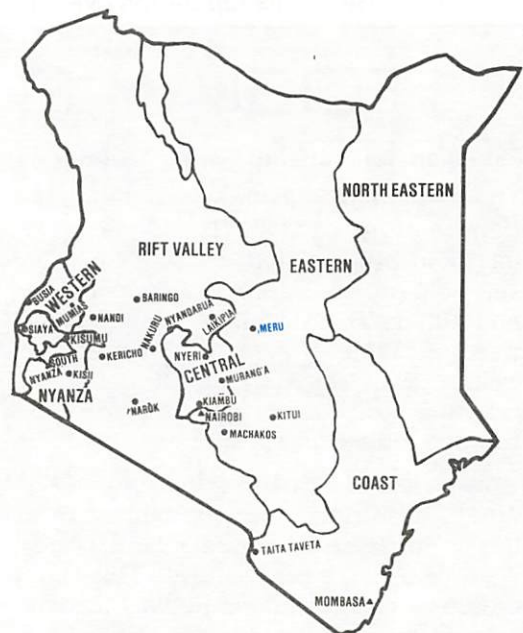 NORTH EASTERN
RIFT VALLEY
EASTERN
WESTERN
BUSIA
MUMIAS
SIAYA
NANDI
KISUMU
BARINGO
NYANDARUA
LAIKIPIA
NAKURU
KERICHO
MERU
NYERI
CENTRAL
SOUTH
NYANZA
KISII
NYANZA
MURANG'A
NAROK
KIAMBU
NAIROBI
KITUI
MACHAKOS
COAST
TAITA TAVETA
MOMBASA